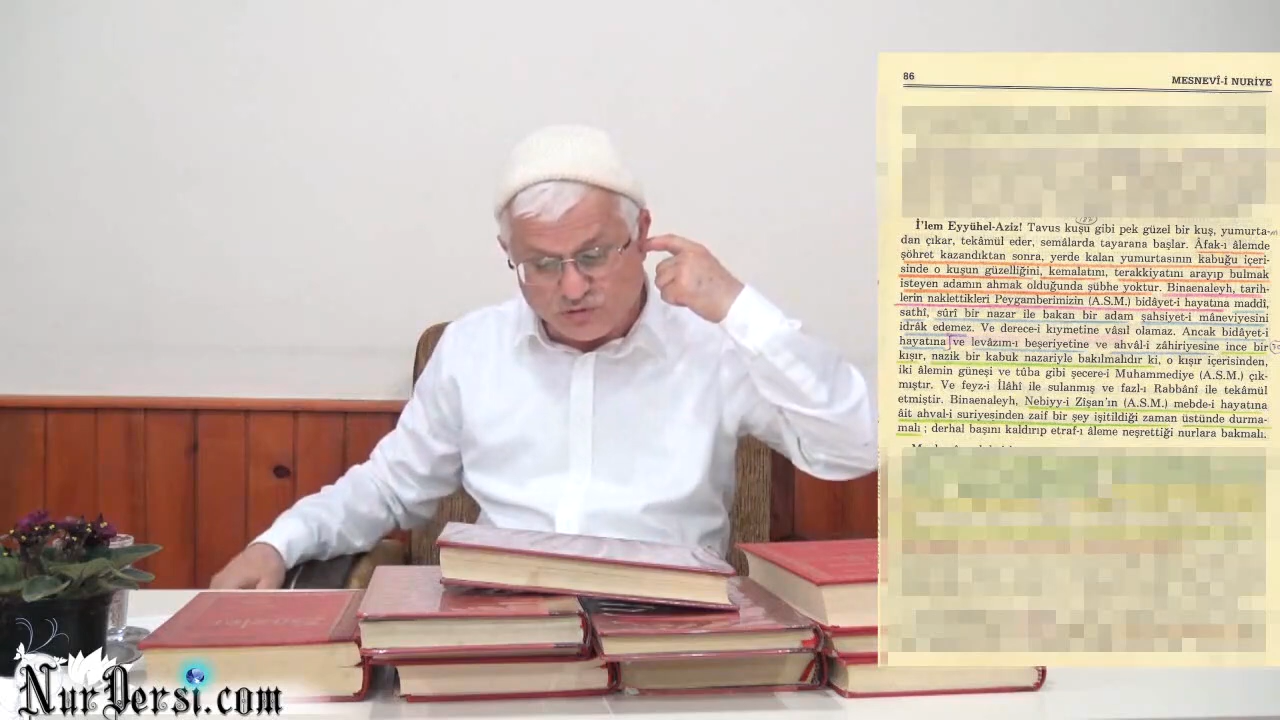 86
MESNEVÎ-İ NURİYE
İ'lem Eyyühel-Aziz! Tavus kuşu gibi pek güzel bir kuş, yumurta-
dan çıkar, tekâmül eder, semâlarda tayarana başlar. Âfak-ı âlemde
şöhret kazandıktan sonra, yerde kalan yumurtasının kabuğu içeri-
sinde o kuşun güzelliğini, kemalatını, terakkiyatını arayıp bulmak
isteyen adamın ahmak olduğunda şübhe yoktur. Binaenaleyh, tarih-
lerin naklettikleri Peygamberimizin (A.S.M.) bidâyet-i hayatına maddî,
sathî, sûrî bir nazar ile bakan bir adam şahsiyet-i mâneviyesini
idrâk edemez. Ve derece-i kıymetine vâsıl olamaz. Ancak bidâyet-i
hayatına ve levâzım-ı beşeriyetine ve ahvâl-i zâhiriyesine ince bir
kışır, nazik bir kabuk nazariyle bakılmalıdır ki, o kışır içerisinden,
iki âlemin güneşi ve tûba gibi şecere-i Muhammediye (A.S.M.) çık-
mıştır. Ve feyz-i İlâhî ile sulanmış ve fazl-ı Rabbânî ile tekâmül
etmiştir. Binaenaleyh, Nebiyy-i Zişan'ın (A.S.M.) mebde-i hayatına
âit ahval-i suriyesinden zaif bir şey işitildiği zaman üstünde durma-
malı ; derhal başını kaldırıp etraf-ı âleme neşrettiği nurlara bakmalı.
Sözler
NurDersi.com